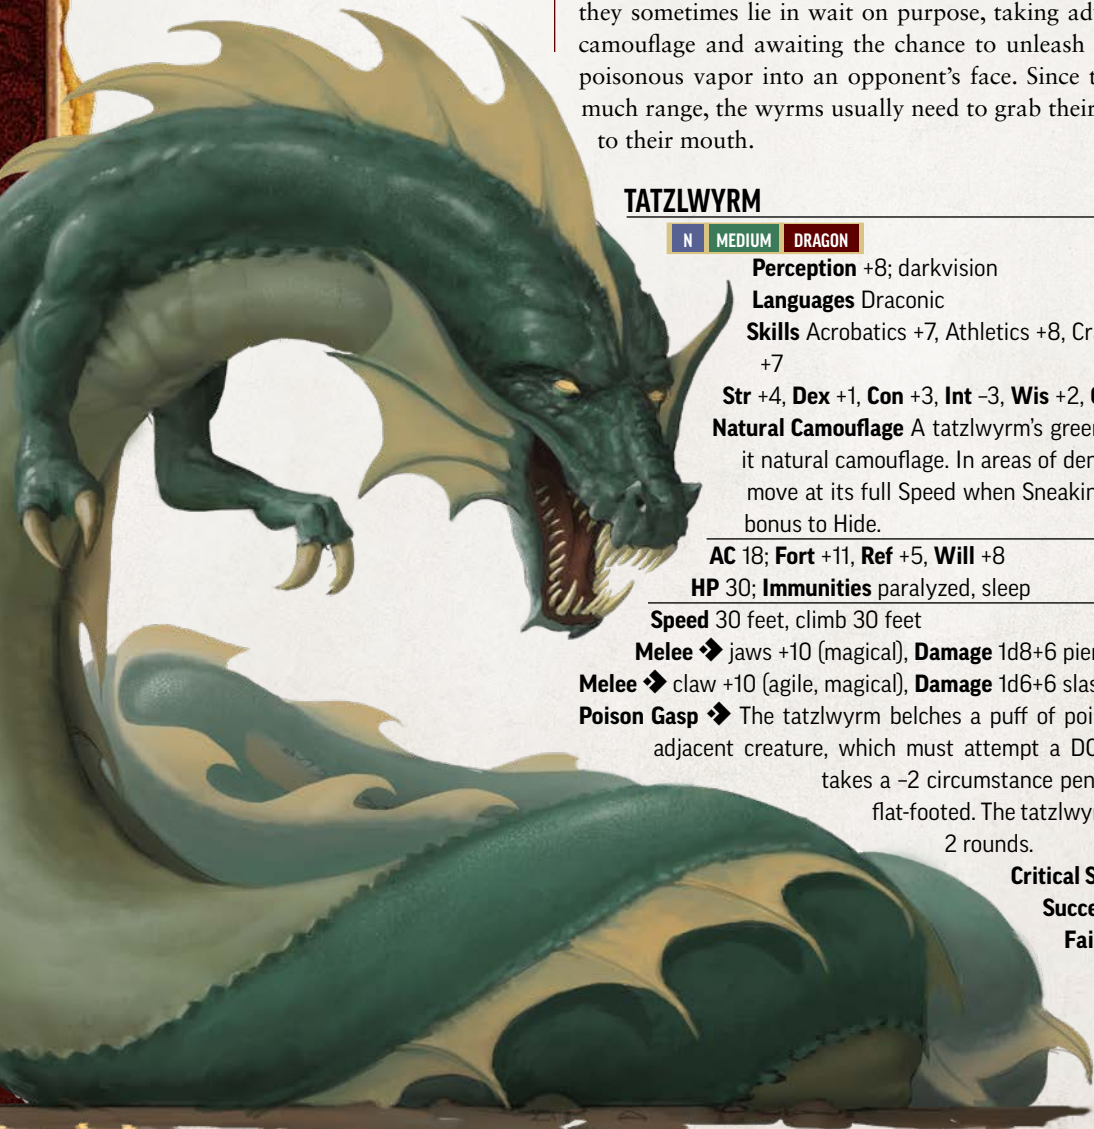 they sometimes lie in wait on purpose, taking
camouflage and awaiting the chance to unleash
poisonous vapor into an opponent's face. Since
much range, the wyrms usually need to grab their
to their mouth.
TATZLWYRM
N MEDIUM DRAGON
Perception +8; darkvision
Languages Draconic
Skills Acrobatics +7, Athletics +8,
+7
Str +4, Dex +1, Con +3, Int –3, Wis +2,
Natural Camouflage A tatzlwyrm's green
it natural camouflage. In areas of
move at its full Speed when
bonus to Hide.
AC 18; Fort +11, Ref +5, Will +8
HP 30; Immunities paralyzed, sleep
Speed 30 feet, climb 30 feet
Melee jaws +10 (magical), Damage 1d8+6
Melee claw +10 (agile, magical), Damage 1d6+6
Poison Gasp The tatzlwyrm belches a puff of
adjacent creature, which must attempt a DC
takes a –2 circumstance
flat-footed. The
2 rounds.
Critical